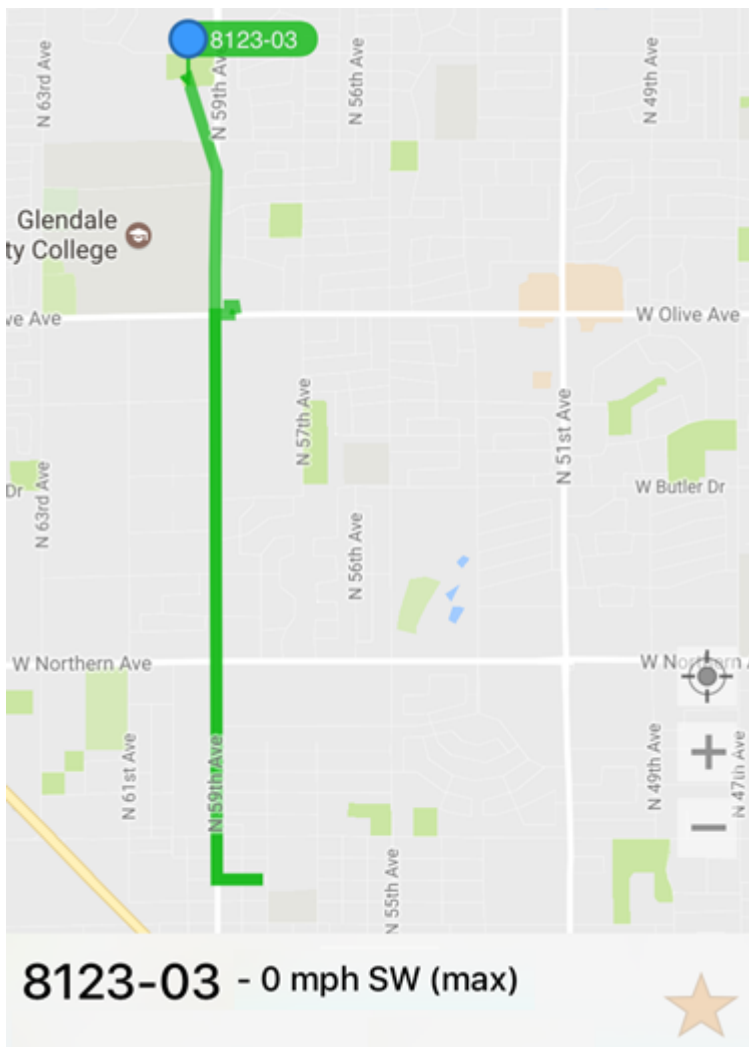 8123-03
N 63rd Ave
N 59th Av
N 56th Ave
N 49th Ave
Glendale
ty College
ve Ave
W Olive Ave
N 57th Ave
N 51st Ave
Dr
N 63rd Ave
W Butler Dr
N 56th Ave
W Northern Ave
W Northern A
N 61st Ave
N 59th Ave
N 49th Ave
N 47th Ave
N 55th Ave
8123-03 - 0 mph SW (max)